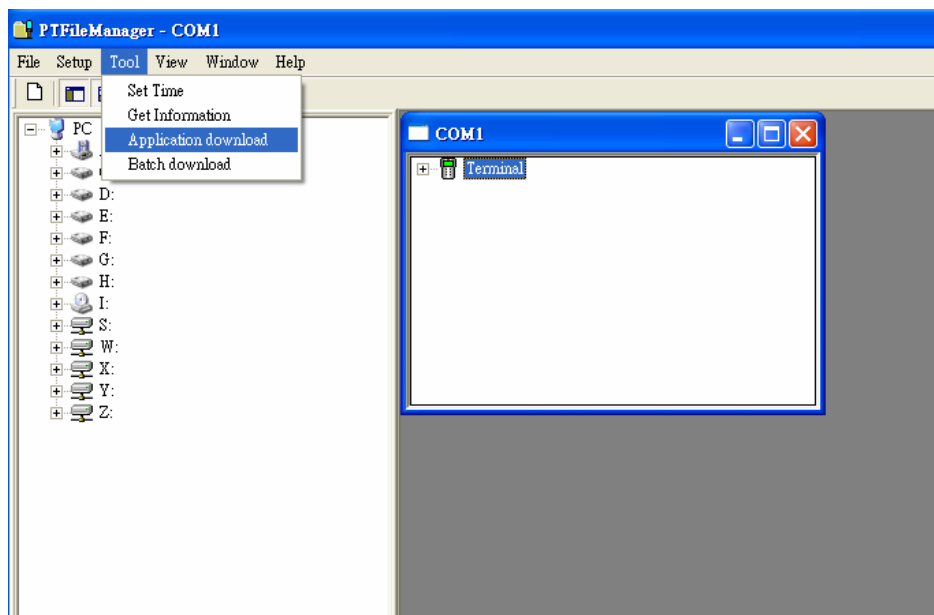 PTFileManager - COM1
File Setup Tool View Window Help
Set Time
Get Information
Application download
Batch download
PC
D:
E:
F:
G:
H:
I:
S:
W:
X:
Y:
Z:
COM1
Terminal